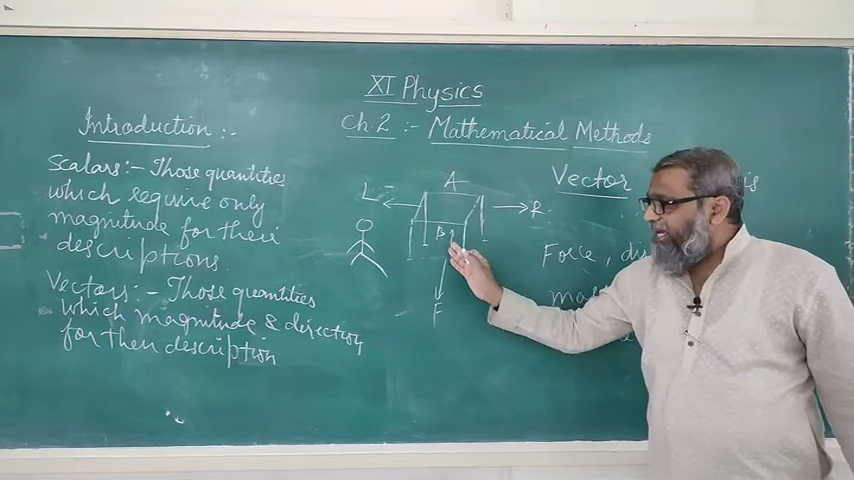 XI Physics
Ch.2 :- Mathematical Methods
Introduction :-
Scalars :- Those quantities
which require only
magnitude for their
descriptions.
Vectors :- Those quantities
which magnitude & direction
for their description
A
L
R
B
F
Vector
Force ,